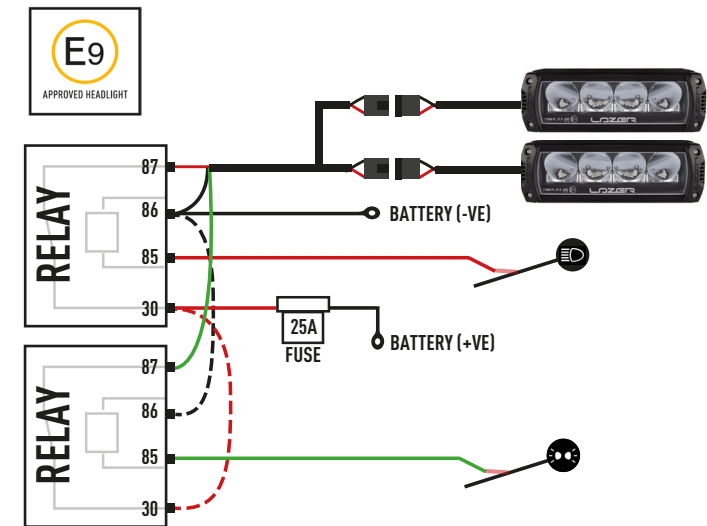 E9
APPROVED HEADLIGHT
LAZER
LAZER
RELAY
87
86
85
30
BATTERY (-VE)
25A
FUSE
BATTERY (+VE)
RELAY
87
86
85
30